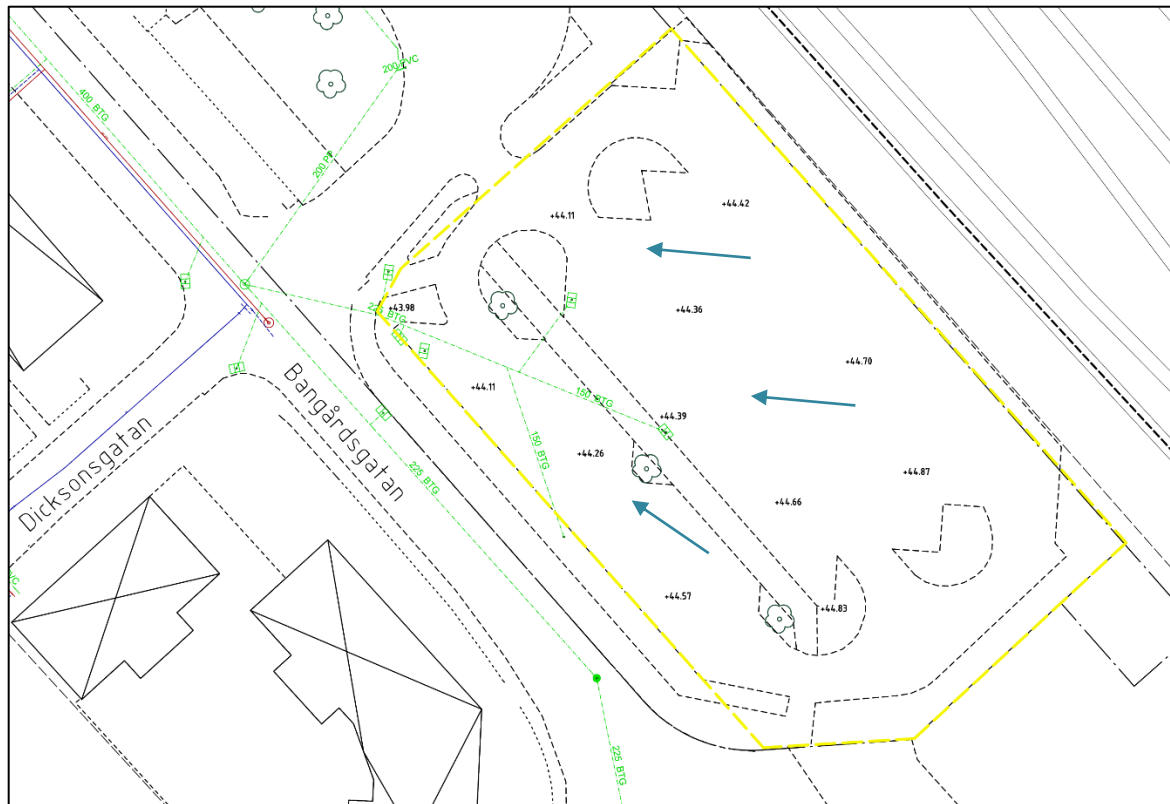 200 PVC
400 BTG
200 PP
+44.42
+44.11
+43.98
225 BTG
+44.36
+44.70
+44.11
150 BTG
+44.39
Bangårdsgatan
Dicksonsgatan
150 BTG
+44.26
225 BTG
+44.87
+44.66
+44.57
+44.83
225 BTG